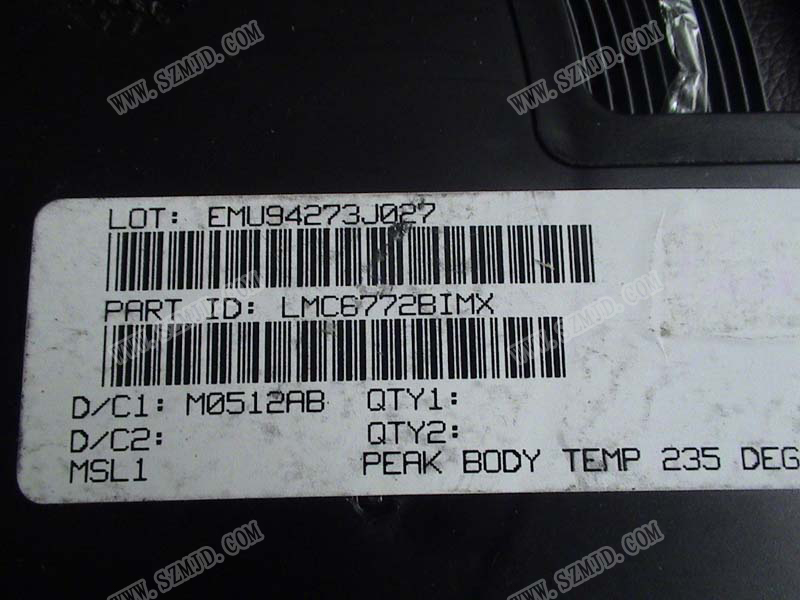 WWW.SZMJD.COM
WWW.SZMJD.COM
LOT: EMU94273J027
PART ID: LMC6772BIMX
WWW.SZMJD.COM
WWW.SZMJD.COM
D/C1: M0512AB QTY1:
D/C2: QTY2:
MSL1 PEAK BODY TEMP 235 DEG
WWW.SZMJD.COM
WWW.SZMJD.COM